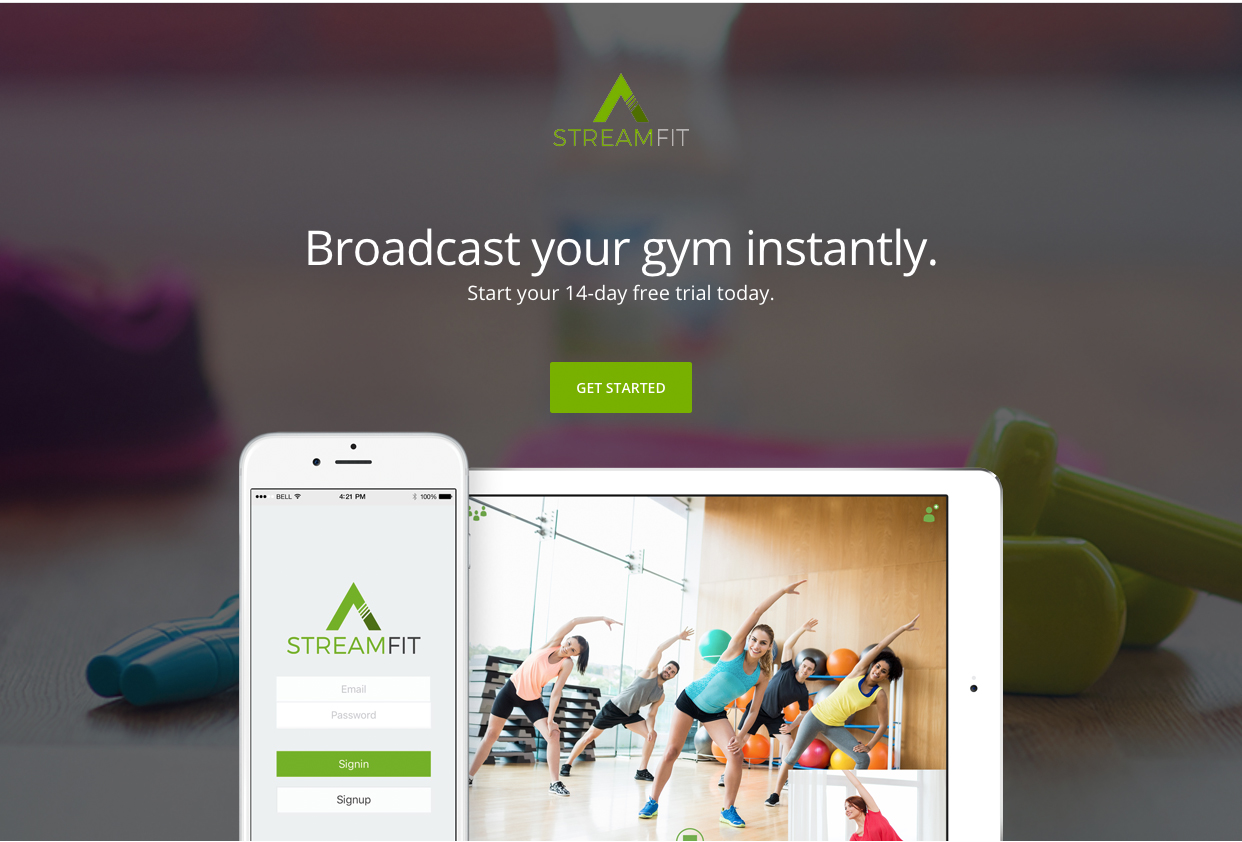 STREAMFIT
Broadcast your gym instantly.
Start your 14-day free trial today.
GET STARTED
BELL 4:21 PM 100%
STREAMFIT
Email
Password
Signin
Signup